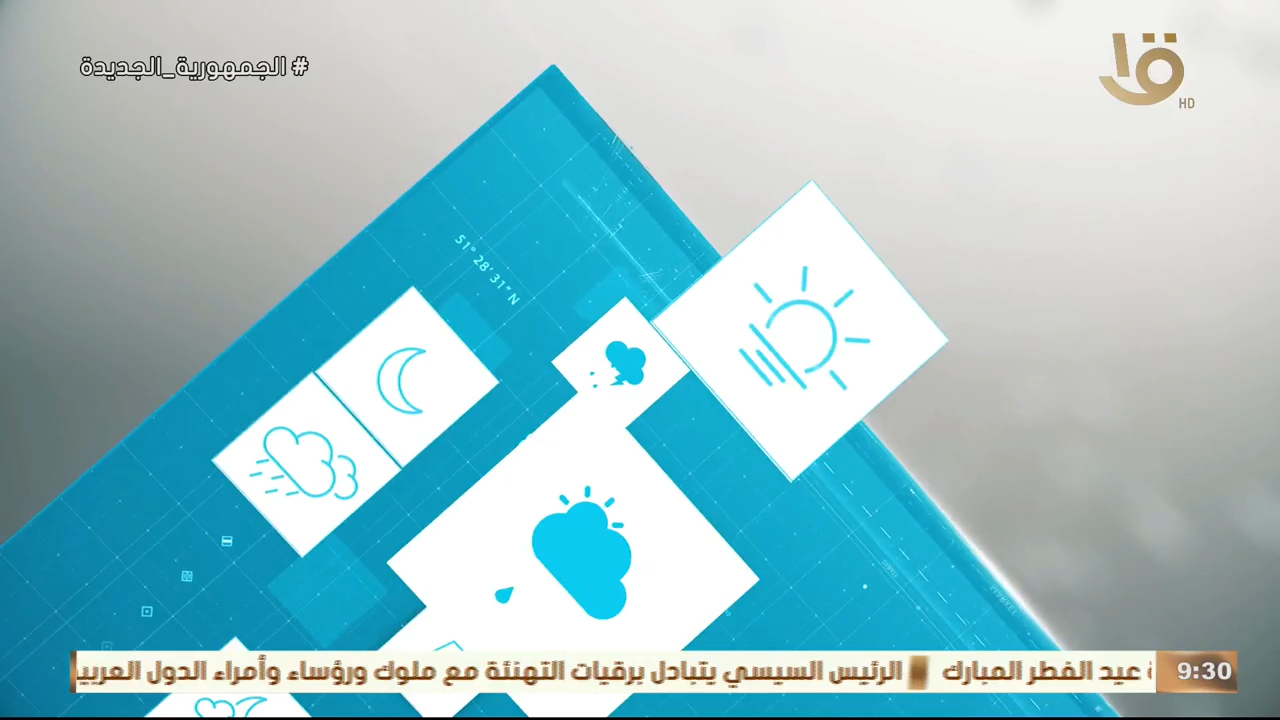 # الجمهورية_الجديدة
HD
51° 28' 31" N
عيد الفطر المبارك
الرئيس السيسي يتبادل برقيات التهنئة مع ملوك ورؤساء وأمراء الدول العربية
9:30